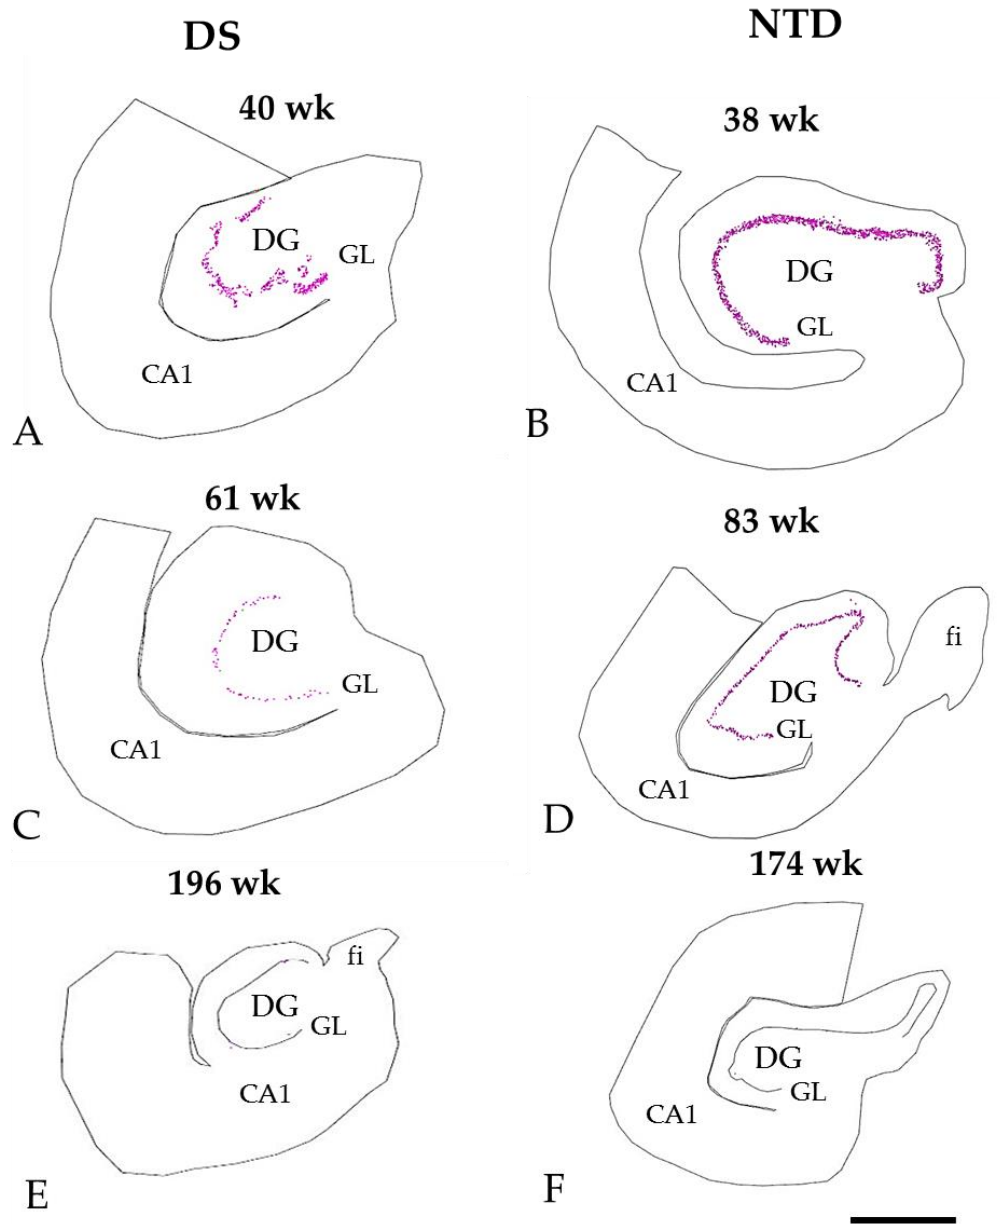 DS
NTD
40 wk
38 wk
DG
GL
CA1
A
DG
GL
CA1
B
61 wk
83 wk
DG
GL
CA1
C
fi
DG
GL
CA1
D
196 wk
174 wk
fi
DG
GL
CA1
E
DG
GL
CA1
F